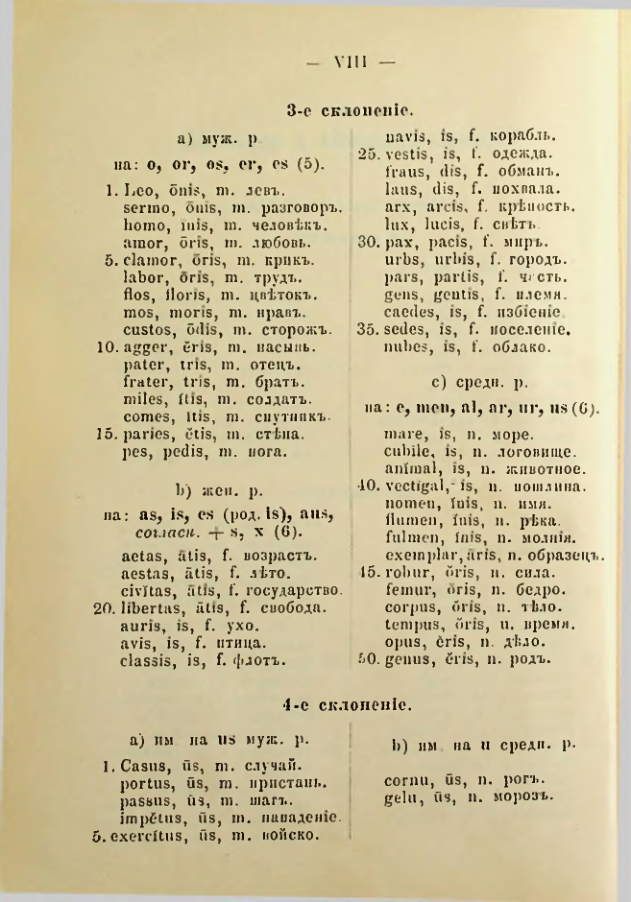 — VIII —
3-е склоненіе.
а) муж. р
на: o, or, os, er, es (5).
1. Leo, ōnis, m. левъ.
sermo, ōnis, m. разговоръ.
homo, ĭnis, m. человѣкъ.
amor, ōris, m. любовь.
5. clamor, ōris, m. крикъ.
labor, ōris, m. трудъ.
flos, floris, m. цвѣтокъ.
mos, moris, m. нравъ.
custos, ōdis, m. сторожъ.
10. agger, ĕris, m. насыпь.
pater, tris, m. отецъ.
frater, tris, m. братъ.
miles, ĭtis, m. солдатъ.
comes, ĭtis, m. спутникъ.
15. paries, ĕtis, m. стѣна.
pes, pedis, m. нога.
b) жен. р.
на: as, is, es (род. is), aus,
согласн. + s, x (6).
aetas, ātis, f. возрастъ.
aestas, ātis, f. лѣто.
civĭtas, ātis, f. государство.
20. libertas, ātis, f. свобода.
auris, is, f. ухо.
avis, is, f. птица.
classis, is, f. флотъ.
navis, is, f. корабль.
25. vestis, is, f. одежда.
fraus, dis, f. обманъ.
laus, dis, f. похвала.
arx, arcis, f. крѣпость.
lux, lucis, f. свѣтъ.
30. pax, pacis, f. миръ.
urbs, urbis, f. городъ.
pars, partis, f. часть.
gens, gentis, f. племя.
caedes, is, f. избіеніе
35. sedes, is, f. поселеніе.
nubes, is, f. облако.
c) средн. р.
на: e, men, al, ar, ur, us (6).
mare, is, n. море.
cubile, is, n. логовище.
anĭmal, is, n. животное.
40. vectigal, is, n. пошлина.
nomen, ĭnis, n. имя.
flumen, ĭnis, n. рѣка.
fulmen, ĭnis, n. молнія.
exemplar, āris, n. образецъ.
45. robur, ŏris, n. сила.
femur, ŏris, n. бедро.
corpus, ŏris, n. тѣло.
tempus, ŏris, n. время.
opus, ĕris, n. дѣло.
50. genus, ĕris, n. родъ.
4-е склоненіе.
а) им на us муж. р.
1. Casus, ūs, m. случай.
portus, ūs, m. пристань.
passus, ūs, m. шагъ.
impĕtus, ūs, m. нападеніе.
5. exercĭtus, ūs, m. войско.
b) им на u средн. р.
cornu, ūs, n. рогъ.
gelu, ūs, n. морозъ.